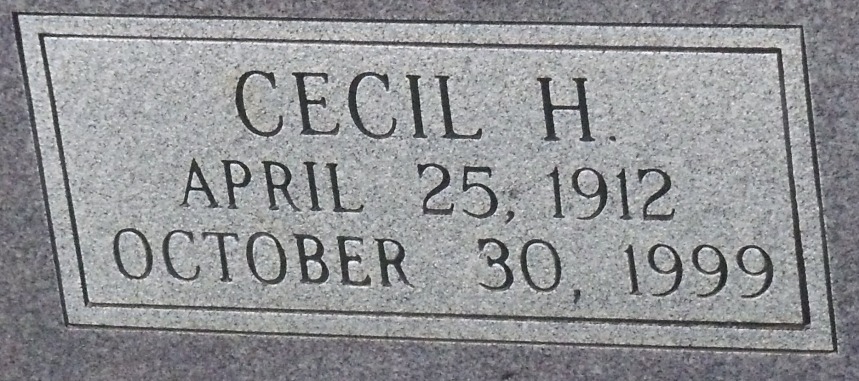 CECIL H.
APRIL 25, 1912
OCTOBER 30, 1999